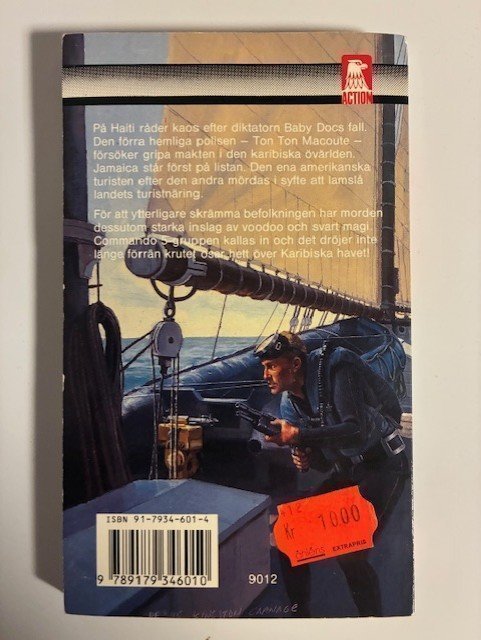 ACTION
På Haiti råder kaos efter diktatorn Baby Docs fall.
Den förra hemliga polisen – Ton Ton Macoute –
försöker gripa makten i den karibiska övärlden.
Jamaica står först på listan. Den ena amerikanska
turisten efter den andra mördas i syfte att lamslå
landets turistnäring.
För att ytterligare skrämma befolkningen har morden
dessutom starka inslag av voodoo och svart magi.
Commando 5-gruppen kallas in och det dröjer inte
länge förrän krutet osar hett över Karibiska havet!
ISBN 91-7934-601-4
9 789179 346010
9012
Kr 10.00
Åhléns EXTRAPRIS
KINGSTON CARNAGE